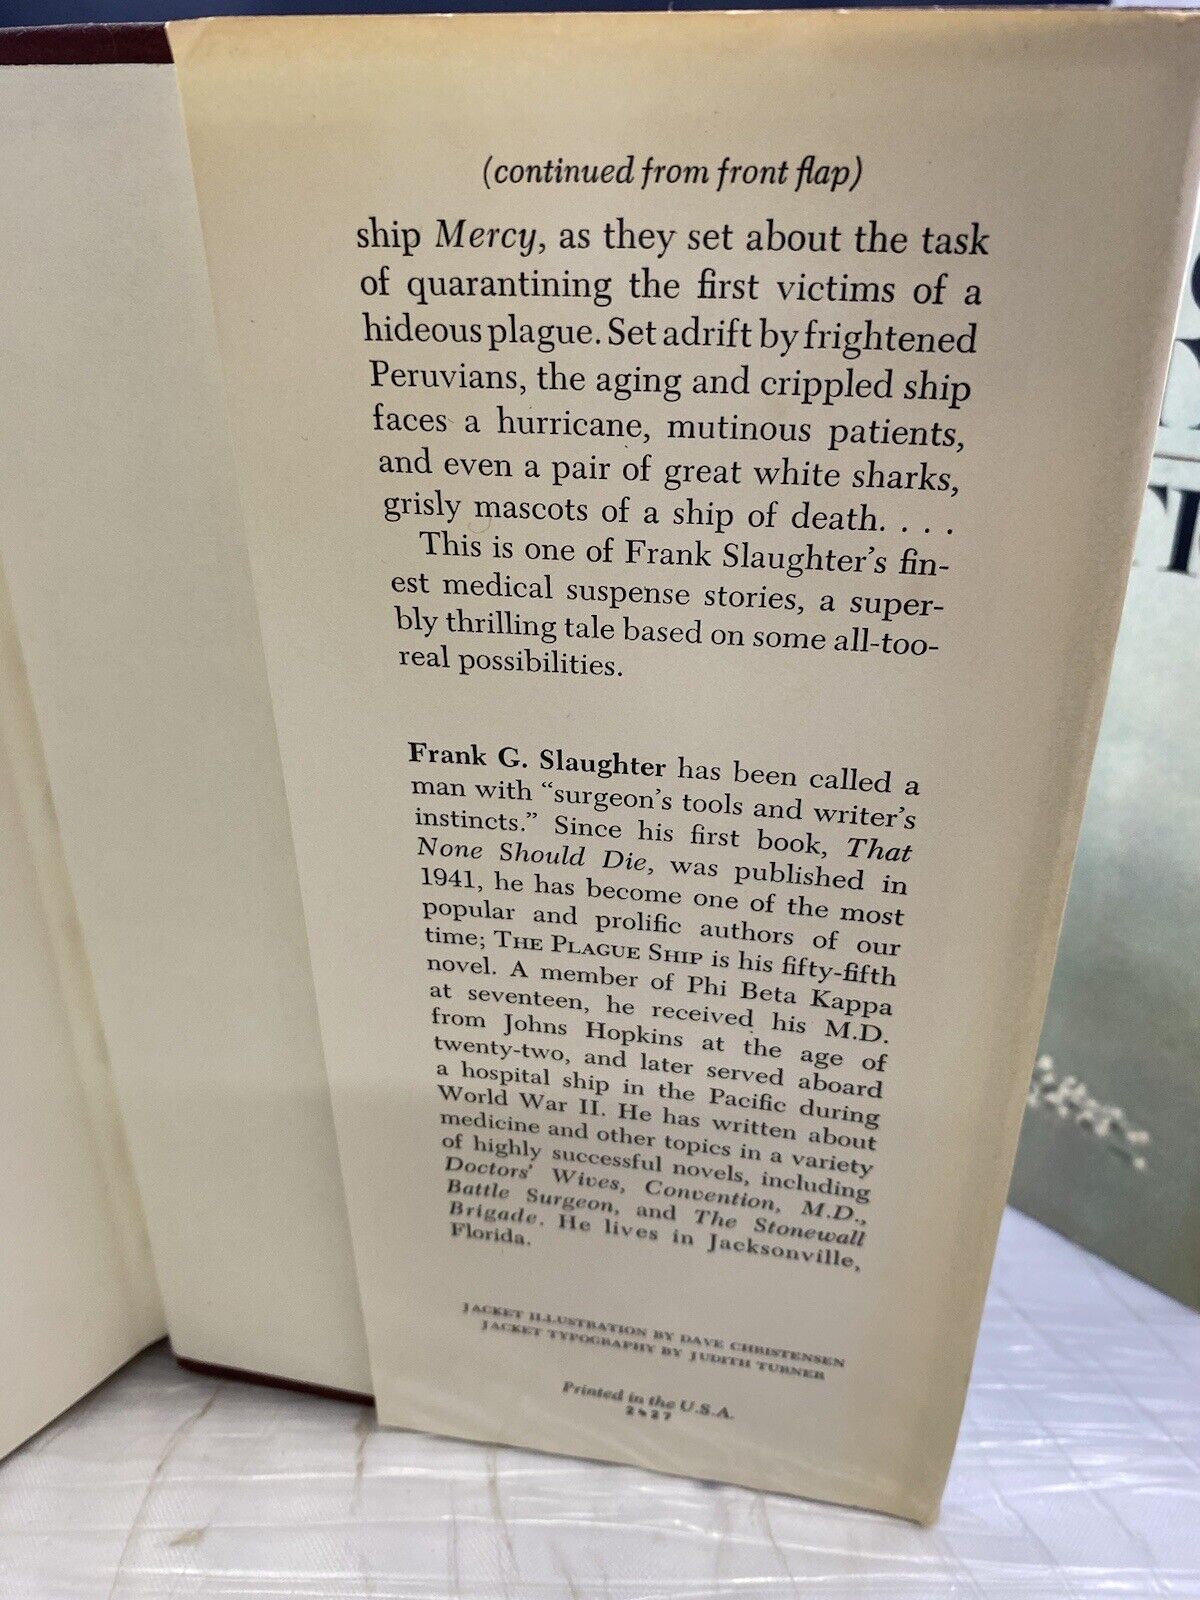 (continued from front flap)
ship Mercy, as they set about the task
of quarantining the first victims of a
hideous plague. Set adrift by frightened
Peruvians, the aging and crippled ship
faces a hurricane, mutinous patients,
and even a pair of great white sharks,
grisly mascots of a ship of death. . . .
This is one of Frank Slaughter's fin-
est medical suspense stories, a super-
bly thrilling tale based on some all-too-
real possibilities.
Frank G. Slaughter has been called a
man with “surgeon's tools and writer's
instincts.” Since his first book, That
None Should Die, was published in
1941, he has become one of the most
popular and prolific authors of our
time; THE PLAGUE SHIP is his fifty-fifth
novel. A member of Phi Beta Kappa
at seventeen, he received his M.D.
from Johns Hopkins at the age of
twenty-two, and later served aboard
a hospital ship in the Pacific during
World War II. He has written about
medicine and other topics in a variety
of highly successful novels, including
Doctors' Wives, Convention, M.D.,
Battle Surgeon, and The Stonewall
Brigade. He lives in Jacksonville,
Florida.
JACKET ILLUSTRATION BY DAVE CHRISTENSEN
JACKET TYPOGRAPHY BY JUDITH TURNER
Printed in the U.S.A.